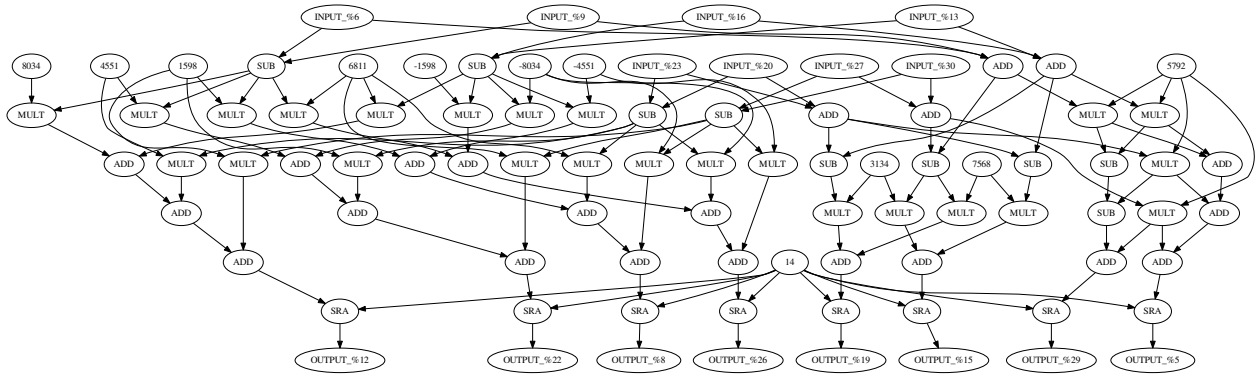 INPUT_%6 INPUT_%9 INPUT_%16 INPUT_%13
8034 4551 1598 SUB 6811 -1598 SUB -8034 -4551 INPUT_%23 INPUT_%20 INPUT_%27 INPUT_%30 ADD ADD 5792
MULT MULT MULT MULT MULT MULT MULT MULT SUB SUB ADD ADD MULT MULT
ADD MULT MULT ADD MULT ADD ADD MULT MULT MULT MULT MULT SUB 3134 SUB 7568 SUB SUB MULT ADD
ADD ADD ADD ADD MULT MULT MULT MULT SUB MULT ADD
ADD ADD ADD ADD 14 ADD ADD ADD ADD
SRA SRA SRA SRA SRA SRA SRA SRA
OUTPUT_%12 OUTPUT_%22 OUTPUT_%8 OUTPUT_%26 OUTPUT_%19 OUTPUT_%15 OUTPUT_%29 OUTPUT_%5